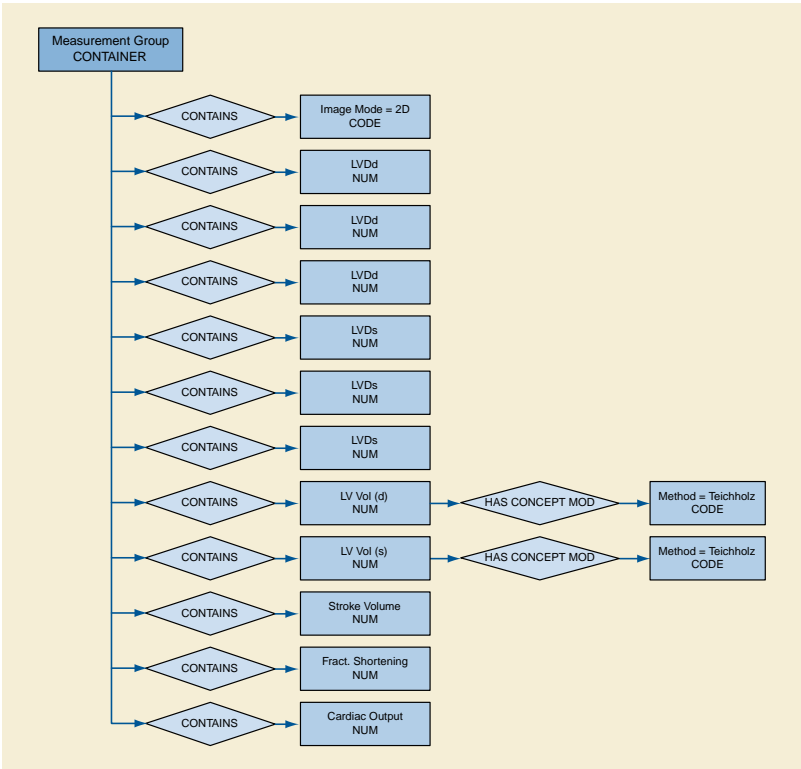 Measurement Group
CONTAINER
CONTAINS
Image Mode = 2D
CODE
CONTAINS
LVDd
NUM
CONTAINS
LVDd
NUM
CONTAINS
LVDd
NUM
CONTAINS
LVDs
NUM
CONTAINS
LVDs
NUM
CONTAINS
LVDs
NUM
CONTAINS
LV Vol (d)
NUM
HAS CONCEPT MOD
Method = Teichholz
CODE
CONTAINS
LV Vol (s)
NUM
HAS CONCEPT MOD
Method = Teichholz
CODE
CONTAINS
Stroke Volume
NUM
CONTAINS
Fract. Shortening
NUM
CONTAINS
Cardiac Output
NUM